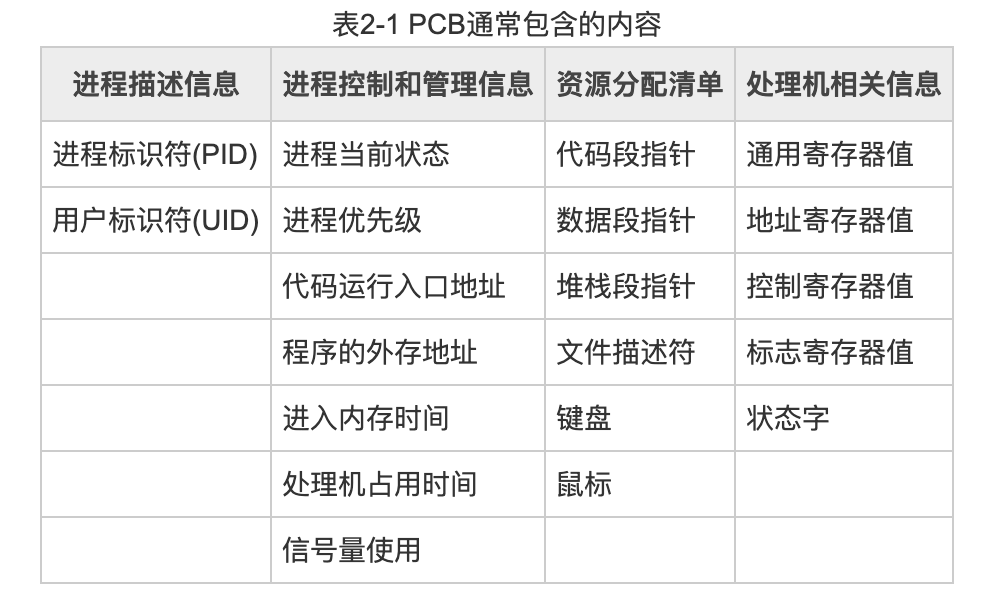 表2-1 PCB通常包含的内容
进程描述信息 进程控制和管理信息 资源分配清单 处理机相关信息
进程标识符(PID) 进程当前状态 代码段指针 通用寄存器值
用户标识符(UID) 进程优先级 数据段指针 地址寄存器值
代码运行入口地址 堆栈段指针 控制寄存器值
程序的外存地址 文件描述符 标志寄存器值
进入内存时间 键盘 状态字
处理机占用时间 鼠标
信号量使用